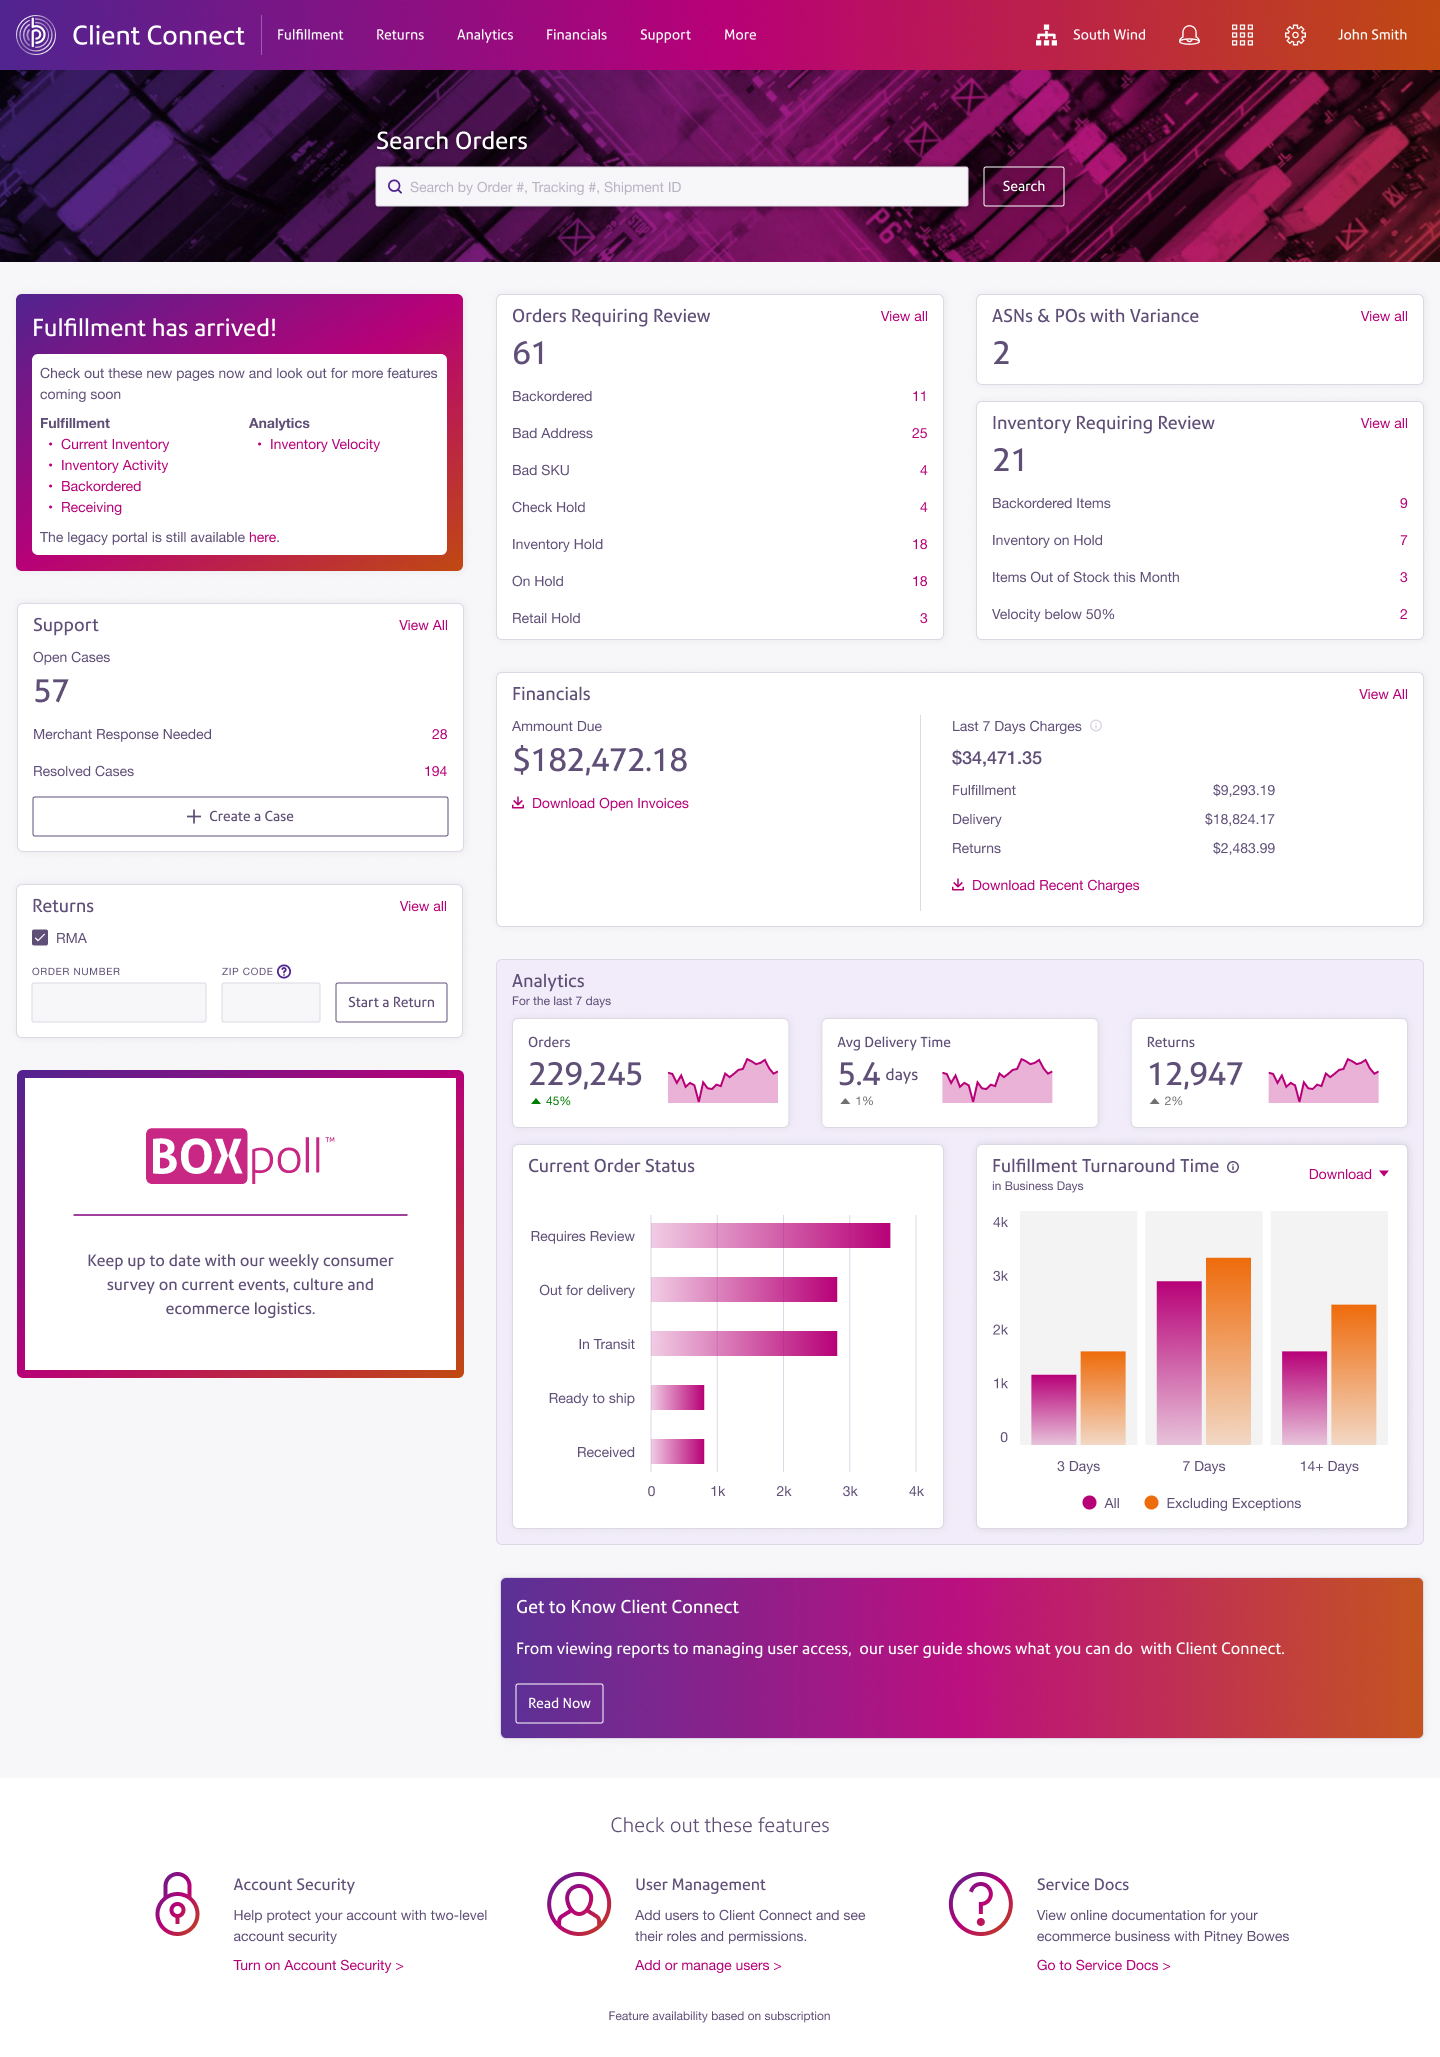 Client Connect
Fulfillment
Returns
Analytics
Financials
Support
More
South Wind
John Smith
Search Orders
Search by Order #, Tracking #, Shipment ID
Search
Fulfillment has arrived!
Check out these new pages now and look out for more features
coming soon
Fulfillment
• Current Inventory
• Inventory Activity
• Backordered
• Receiving
Analytics
• Inventory Velocity
The legacy portal is still available here.
Support
View All
Open Cases
57
Merchant Response Needed 28
Resolved Cases 194
Create a Case
Returns
View all
RMA
ORDER NUMBER
ZIP CODE ?
Start a Return
BOXpoll™
Keep up to date with our weekly consumer
survey on current events, culture and
ecommerce logistics.
Orders Requiring Review
View all
61
Backordered 11
Bad Address 25
Bad SKU 4
Check Hold 4
Inventory Hold 18
On Hold 18
Retail Hold 3
ASNs & POs with Variance
View all
2
Inventory Requiring Review
View all
21
Backordered Items 9
Inventory on Hold 7
Items Out of Stock this Month 3
Velocity below 50% 2
Financials
View All
Ammount Due
$182,472.18
Download Open Invoices
Last 7 Days Charges
$34,471.35
Fulfillment $9,293.19
Delivery $18,824.17
Returns $2,483.99
Download Recent Charges
Analytics
For the last 7 days
Orders
229,245
45%
Avg Delivery Time
5.4 days
1%
Returns
12,947
2%
Current Order Status
Requires Review
Out for delivery
In Transit
Ready to ship
Received
0 1k 2k 3k 4k
Fulfillment Turnaround Time
in Business Days
Download
4k
3k
2k
1k
0
3 Days 7 Days 14+ Days
All Excluding Exceptions
Get to Know Client Connect
From viewing reports to managing user access, our user guide shows what you can do with Client Connect.
Read Now
Check out these features
Account Security
Help protect your account with two-level
account security
Turn on Account Security >
User Management
Add users to Client Connect and see
their roles and permissions.
Add or manage users >
Service Docs
View online documentation for your
ecommerce business with Pitney Bowes
Go to Service Docs >
Feature availability based on subscription